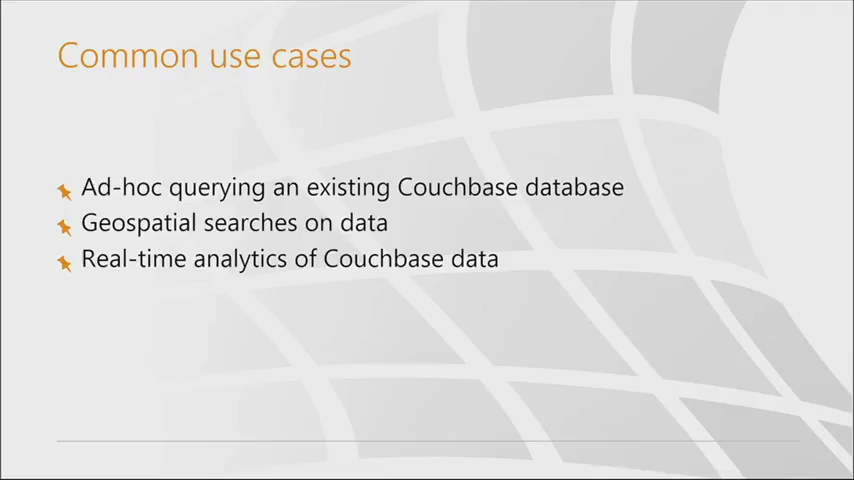 Common use cases
Ad-hoc querying an existing Couchbase database
Geospatial searches on data
Real-time analytics of Couchbase data